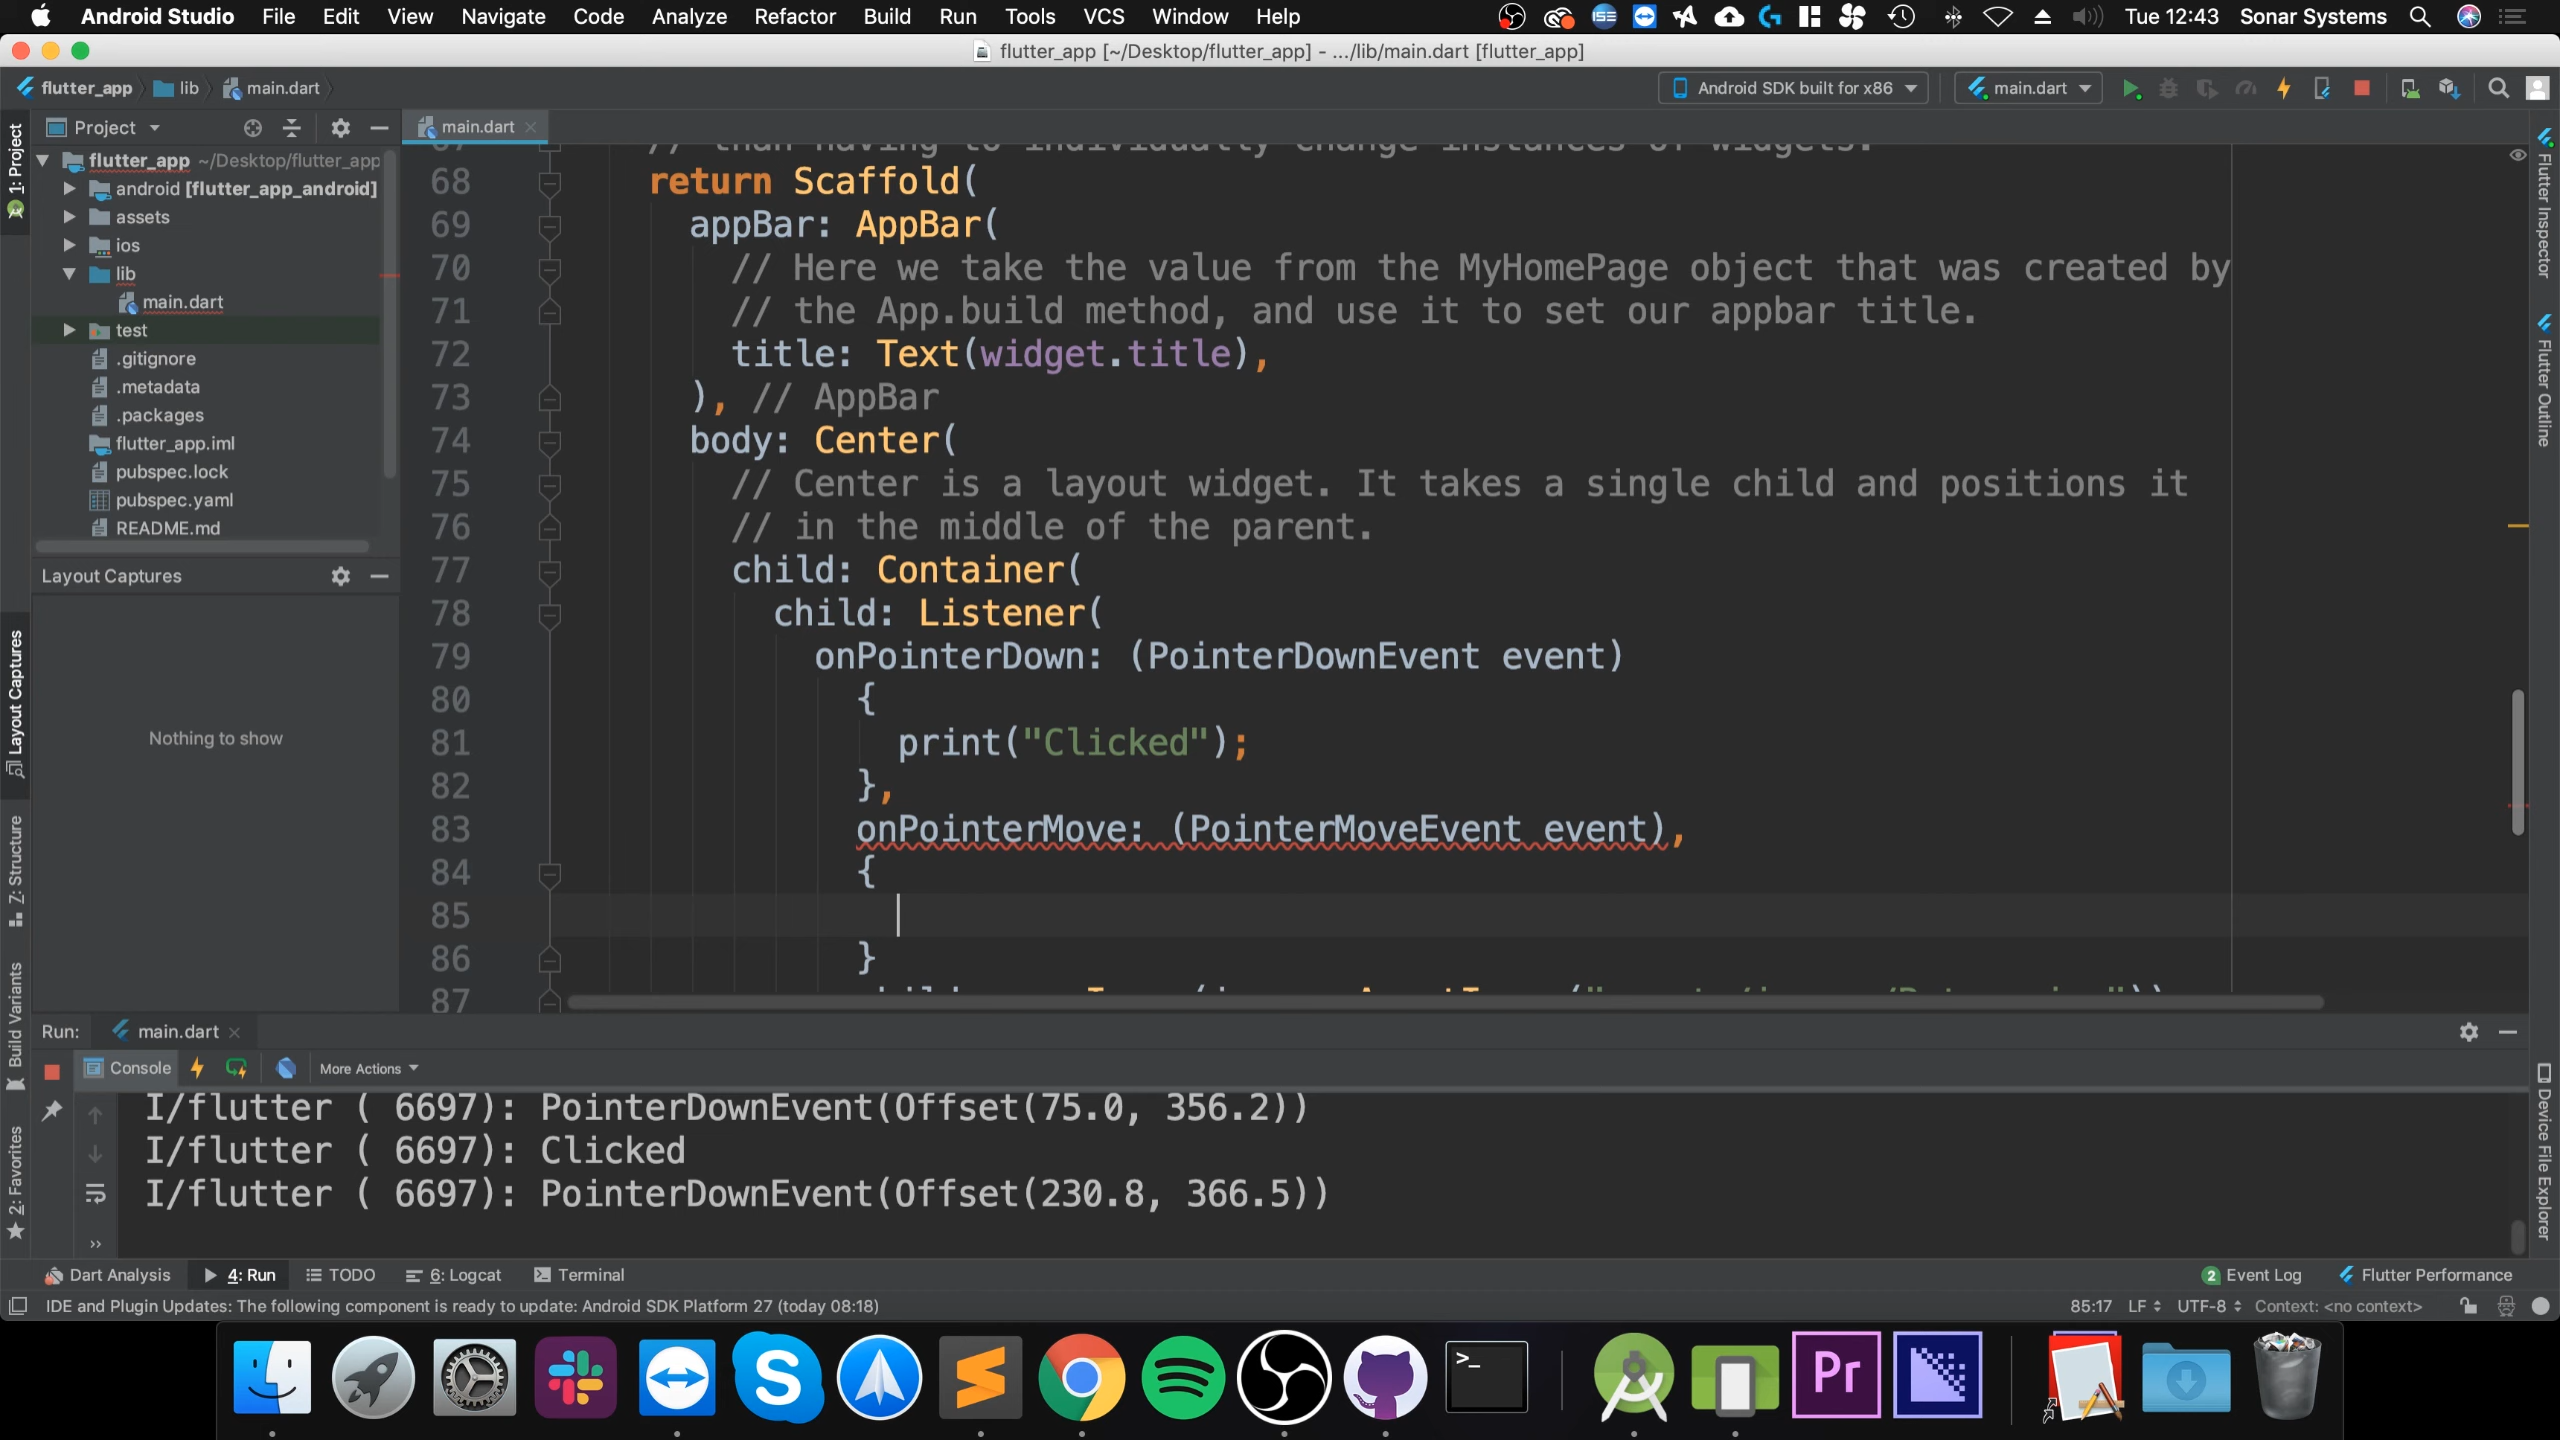 Android Studio File Edit View Navigate Code Analyze Refactor Build Run Tools VCS Window Help Tue 12:43 Sonar Systems
flutter_app [~/Desktop/flutter_app] - .../lib/main.dart [flutter_app]
flutter_app lib main.dart Android SDK built for x86 main.dart
Project main.dart
1: Project
flutter_app ~/Desktop/flutter_app
android [flutter_app_android]
assets
ios
lib
main.dart
test
.gitignore
.metadata
.packages
flutter_app.iml
pubspec.lock
pubspec.yaml
README.md
Layout Captures
Nothing to show
Layout Captures
Z: Structure
Build Variants
2: Favorites
67 // than having to individually change instances of widgets.
68 return Scaffold(
69 appBar: AppBar(
70 // Here we take the value from the MyHomePage object that was created by
71 // the App.build method, and use it to set our appbar title.
72 title: Text(widget.title),
73 ), // AppBar
74 body: Center(
75 // Center is a layout widget. It takes a single child and positions it
76 // in the middle of the parent.
77 child: Container(
78 child: Listener(
79 onPointerDown: (PointerDownEvent event)
80 {
81 print("Clicked");
82 },
83 onPointerMove: (PointerMoveEvent event),
84 {
85
86 }
87
Flutter Inspector
Flutter Outline
Device File Explorer
Run: main.dart
Console More Actions
I/flutter ( 6697): PointerDownEvent(Offset(75.0, 356.2))
I/flutter ( 6697): Clicked
I/flutter ( 6697): PointerDownEvent(Offset(230.8, 366.5))
Dart Analysis 4: Run TODO 6: Logcat Terminal 2 Event Log Flutter Performance
IDE and Plugin Updates: The following component is ready to update: Android SDK Platform 27 (today 08:18) 85:17 LF UTF-8 Context: <no context>
Pr